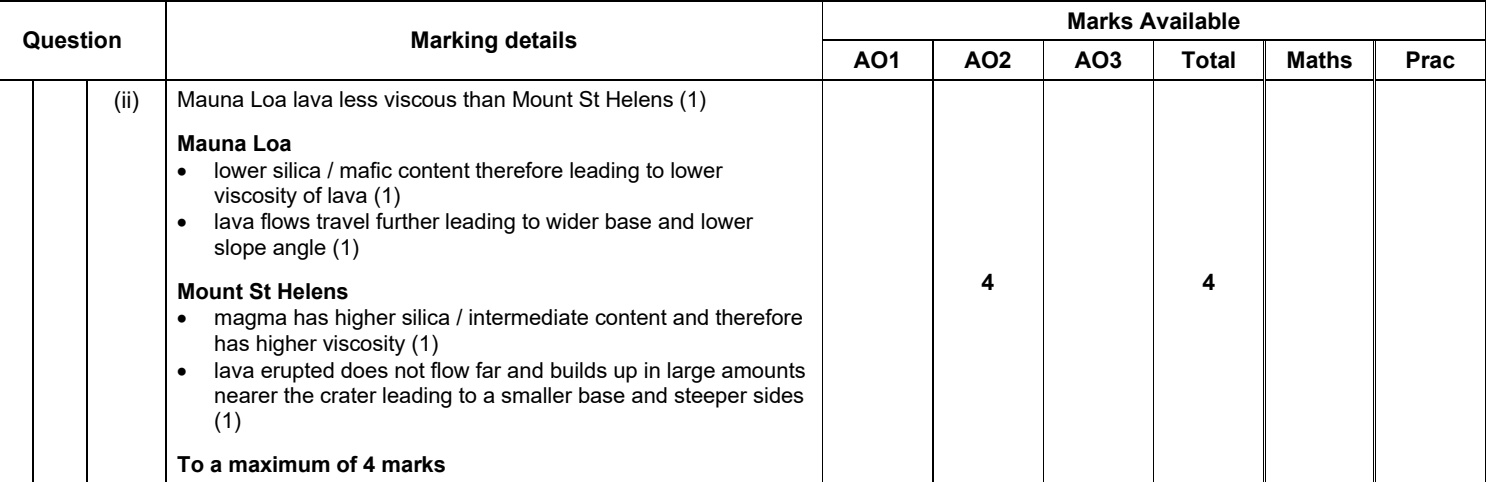 Question
Marking details
Marks Available
AO1 AO2 AO3 Total Maths Prac
(ii) Mauna Loa lava less viscous than Mount St Helens (1)
Mauna Loa
• lower silica / mafic content therefore leading to lower
viscosity of lava (1)
• lava flows travel further leading to wider base and lower
slope angle (1)
Mount St Helens
• magma has higher silica / intermediate content and therefore
has higher viscosity (1)
• lava erupted does not flow far and builds up in large amounts
nearer the crater leading to a smaller base and steeper sides
(1)
To a maximum of 4 marks
4 4